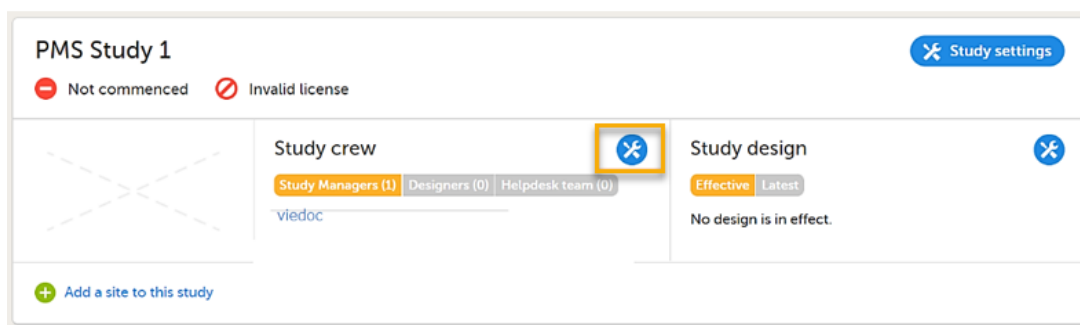 PMS Study 1
Study settings
Not commenced Invalid license
Study crew
Study Managers (1) Designers (0) Helpdesk team (0)
viedoc
Study design
Effective Latest
No design is in effect.
Add a site to this study